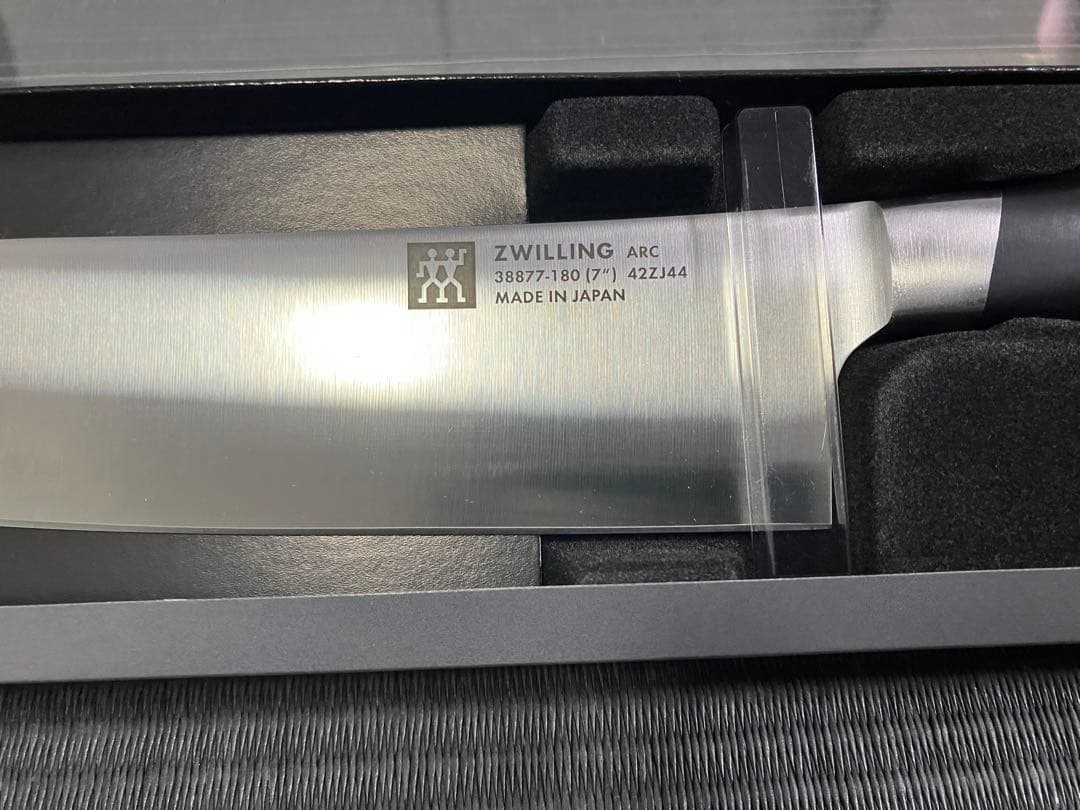 ZWILLING ARC
38877-180 (7“) 42ZJ44
MADE IN JAPAN